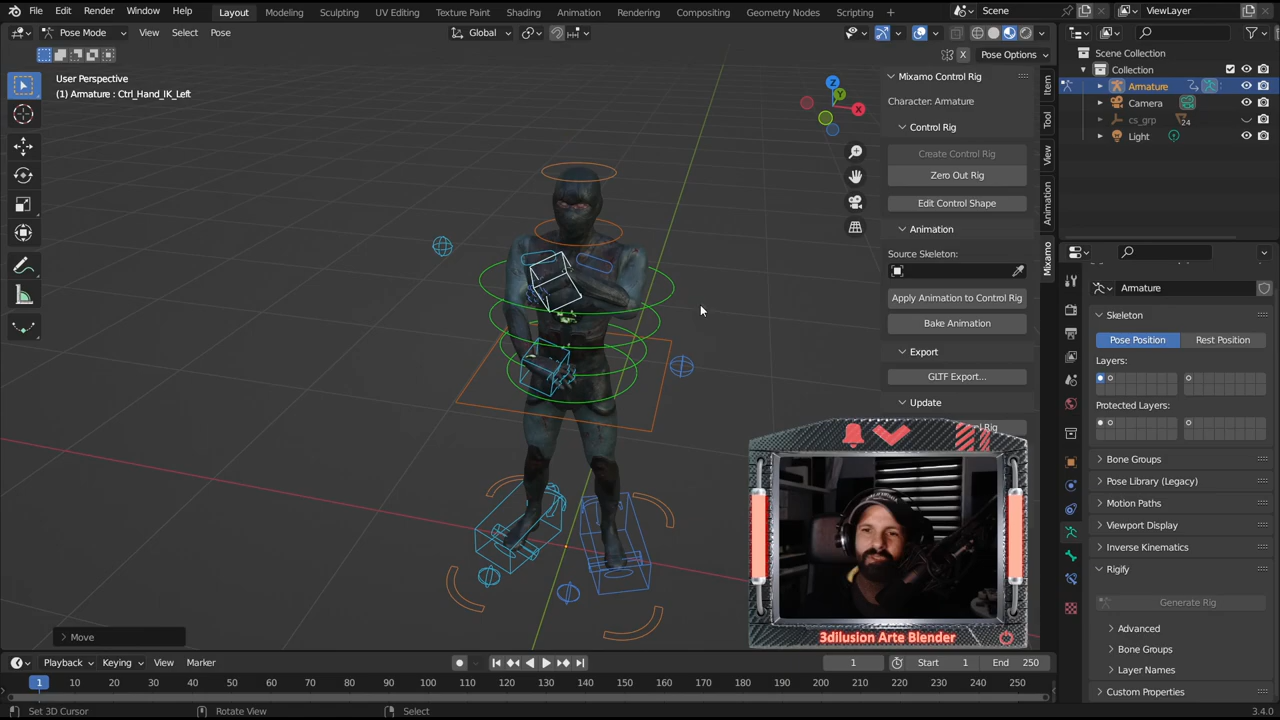 File Edit Render Window Help
Layout Modeling Sculpting UV Editing Texture Paint Shading Animation Rendering Compositing Geometry Nodes Scripting +
Scene
ViewLayer
Pose Mode View Select Pose
Global
X Pose Options
User Perspective
(1) Armature : Ctrl_Hand_IK_Left
Z
Y
X
Mixamo Control Rig
Character: Armature
Control Rig
Create Control Rig
Zero Out Rig
Edit Control Shape
Animation
Source Skeleton:
Apply Animation to Control Rig
Bake Animation
Export
GLTF Export...
Update
Item
Tool
View
Animation
Mixamo
Scene Collection
Collection
Armature
Camera
cs_grp 24
Light
Armature
Skeleton
Pose Position Rest Position
Layers:
Protected Layers:
Bone Groups
Pose Library (Legacy)
Motion Paths
Viewport Display
Inverse Kinematics
Rigify
Generate Rig
Advanced
Bone Groups
Layer Names
Custom Properties
3dilusion Arte Blender
Move
Playback Keying View Marker
1 Start 1 End 250
1 10 20 30 40 50 60 70 80 90 100 110 120 130 140 150 160 170 180 190 200 210 220 230 240 250
Set 3D Cursor Rotate View Select 3.4.0